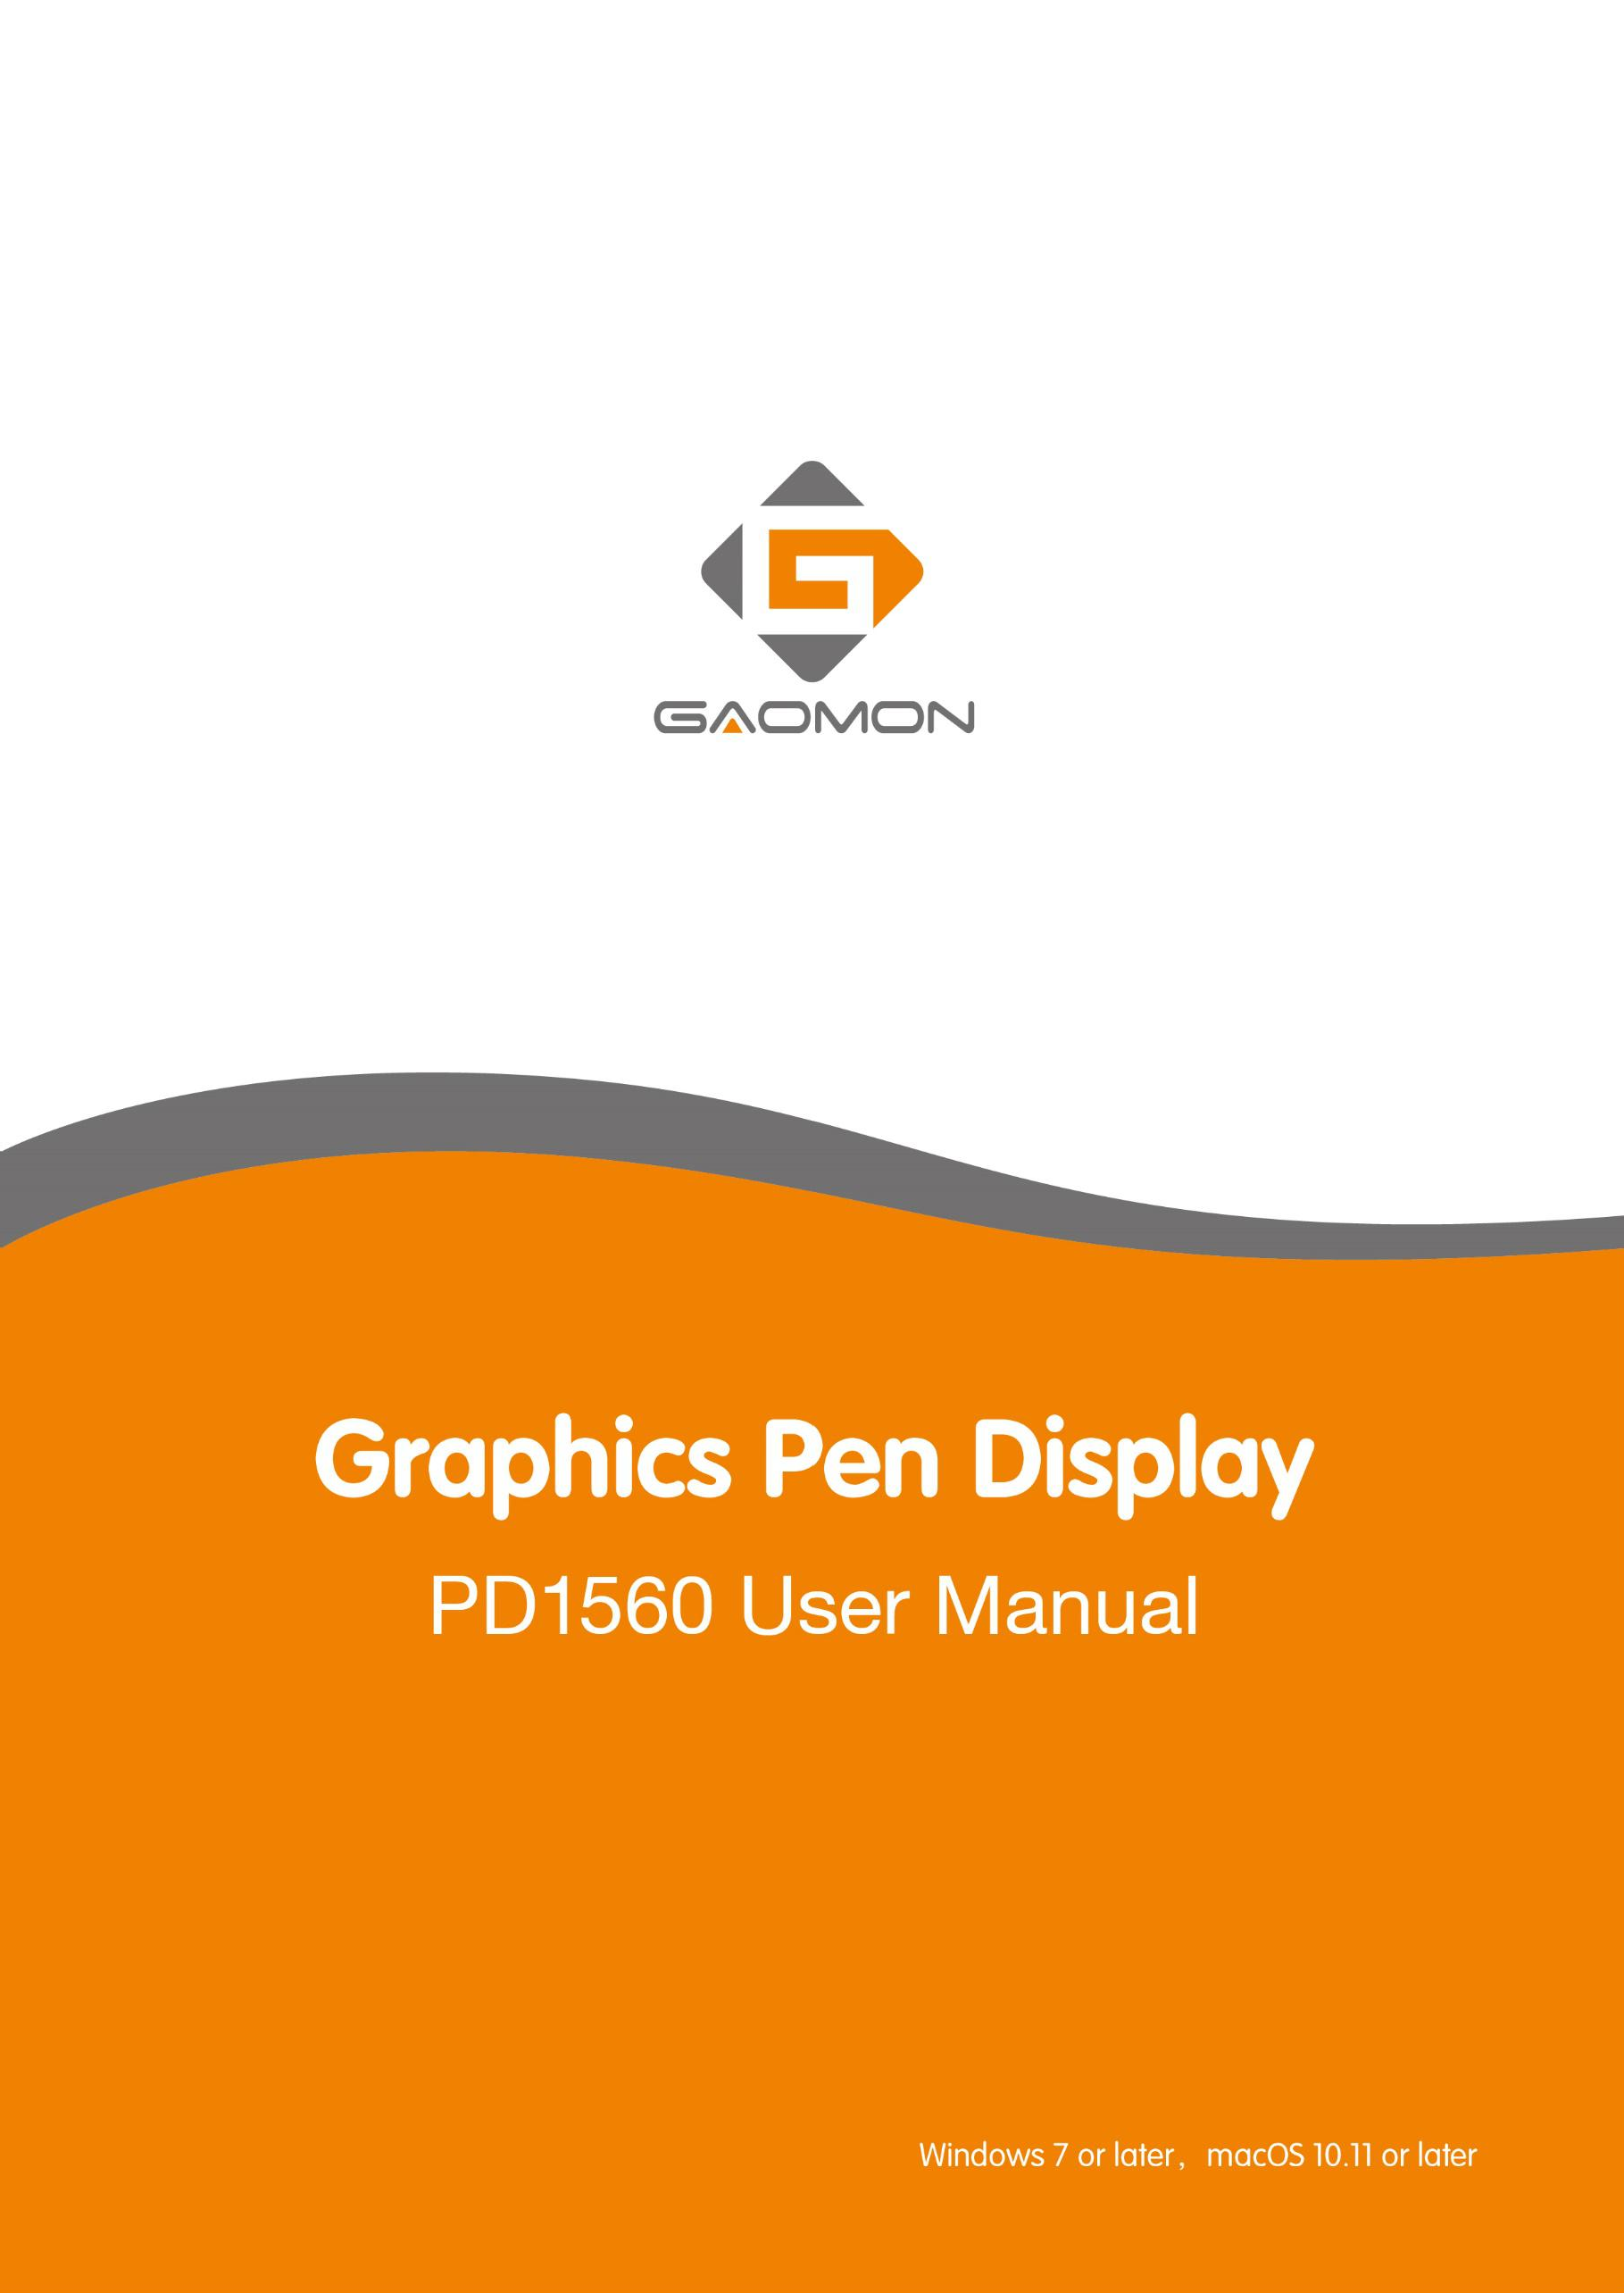 GAOMON
Graphics Pen Display
PD1560 User Manual
Windows 7 or later， macOS 10.11 or later